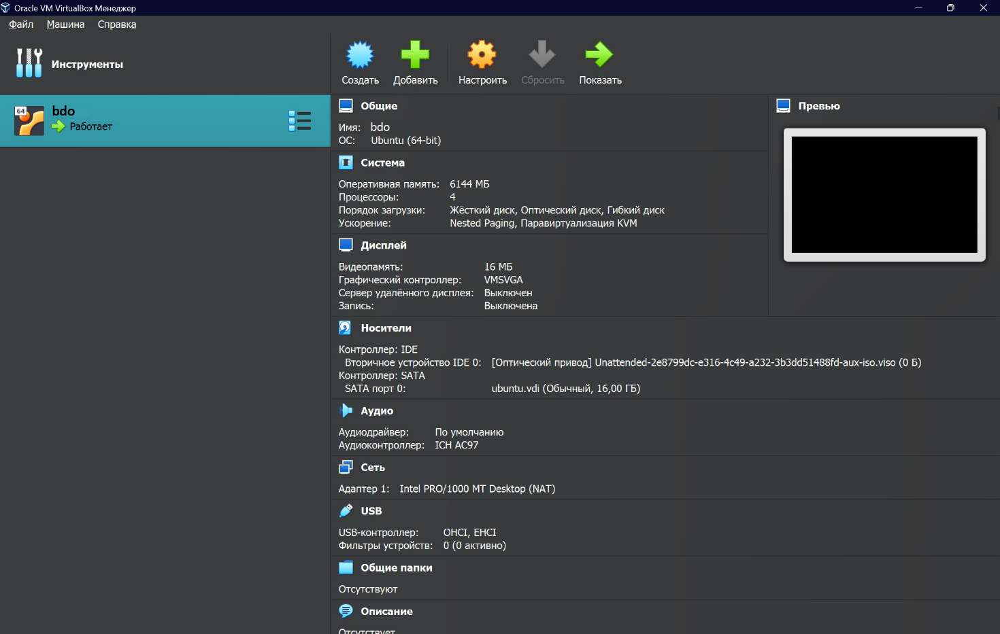 Oracle VM VirtualBox Менеджер
Файл Машина Справка
Инструменты
Создать Добавить Настроить Сбросить Показать
64
bdo
Работает
Общие
Имя: bdo
ОС: Ubuntu (64-bit)
Превью
Система
Оперативная память: 6144 МБ
Процессоры: 4
Порядок загрузки: Жёсткий диск, Оптический диск, Гибкий диск
Ускорение: Nested Paging, Паравиртуализация KVM
Дисплей
Видеопамять: 16 МБ
Графический контроллер: VMSVGA
Сервер удалённого дисплея: Выключен
Запись: Выключена
Носители
Контроллер: IDE
Вторичное устройство IDE 0: [Оптический привод] Unattended-2e8799dc-e316-4c49-a232-3b3dd51488fd-aux-iso.viso (0 Б)
Контроллер: SATA
SATA порт 0: ubuntu.vdi (Обычный, 16,00 ГБ)
Аудио
Аудиодрайвер: По умолчанию
Аудиоконтроллер: ICH AC97
Сеть
Адаптер 1: Intel PRO/1000 MT Desktop (NAT)
USB
USB-контроллер: OHCI, EHCI
Фильтры устройств: 0 (0 активно)
Общие папки
Отсутствуют
Описание
Отсутствует